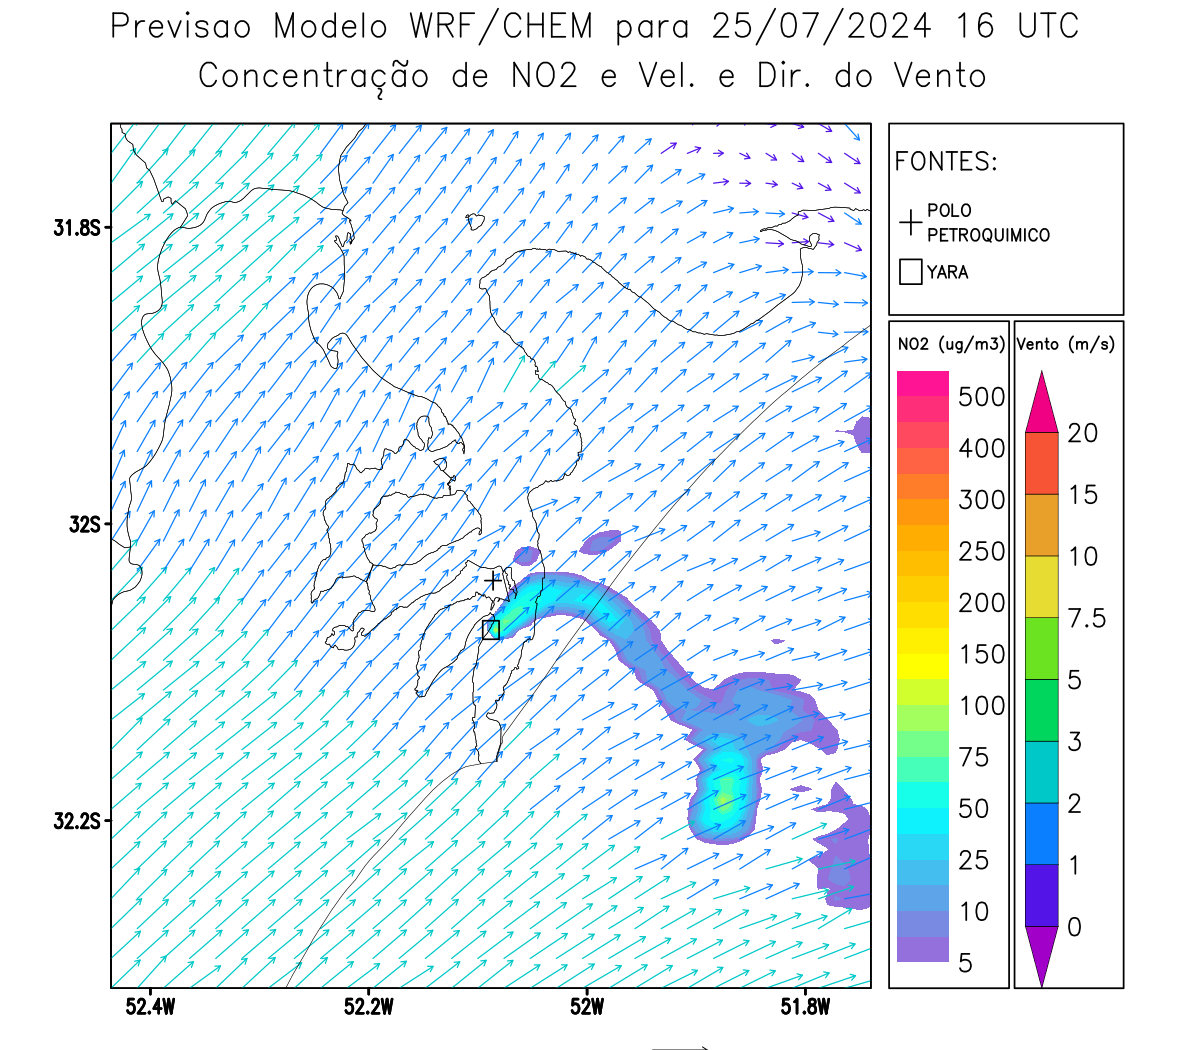 Previsao Modelo WRF/CHEM para 25/07/2024 16 UTC
Concentração de NO2 e Vel. e Dir. do Vento
FONTES:
POLO
PETROQUIMICO
YARA
NO2 (ug/m3)
500
400
300
250
200
150
100
75
50
25
10
5
Vento (m/s)
20
15
10
7.5
5
3
2
1
0
31.8S
32S
32.2S
52.4W
52.2W
52W
51.8W